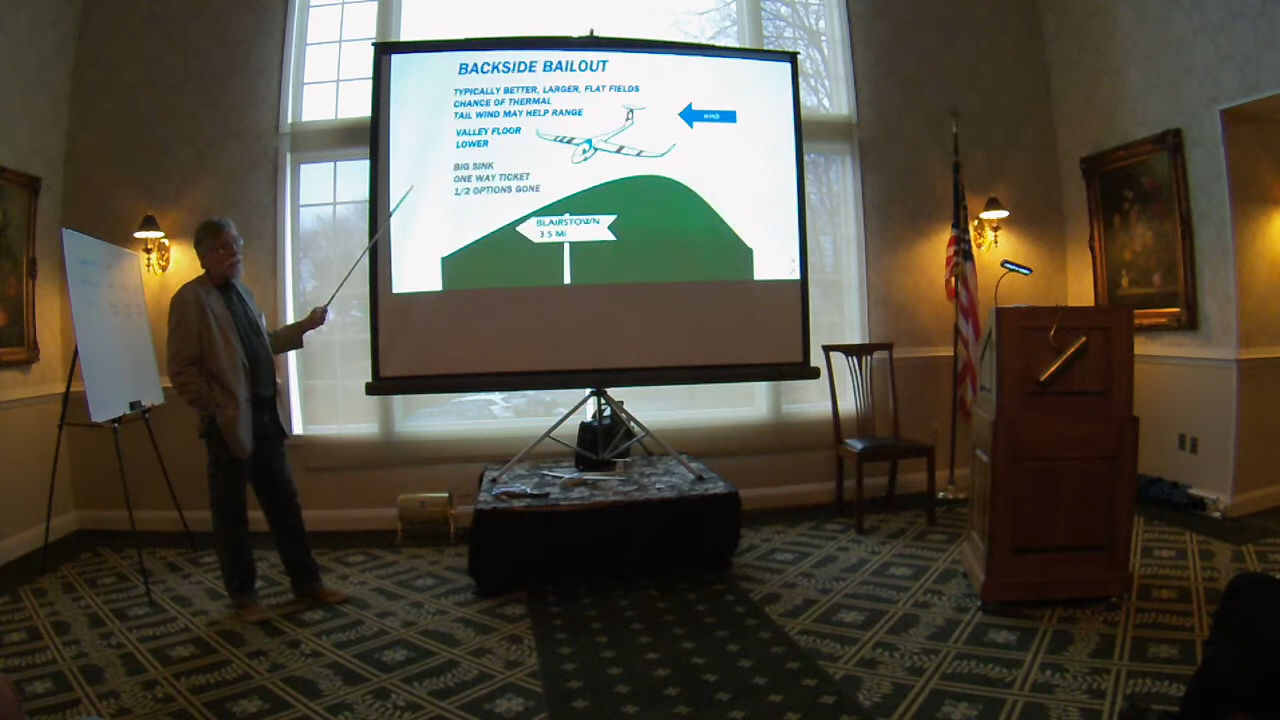 BACKSIDE BAILOUT
TYPICALLY BETTER, LARGER, FLAT FIELDS
CHANCE OF THERMAL
TAIL WIND MAY HELP RANGE
WIND
VALLEY FLOOR
LOWER
BIG SINK
ONE WAY TICKET
1/2 OPTIONS GONE
BLAIRSTOWN
3.5 Mi